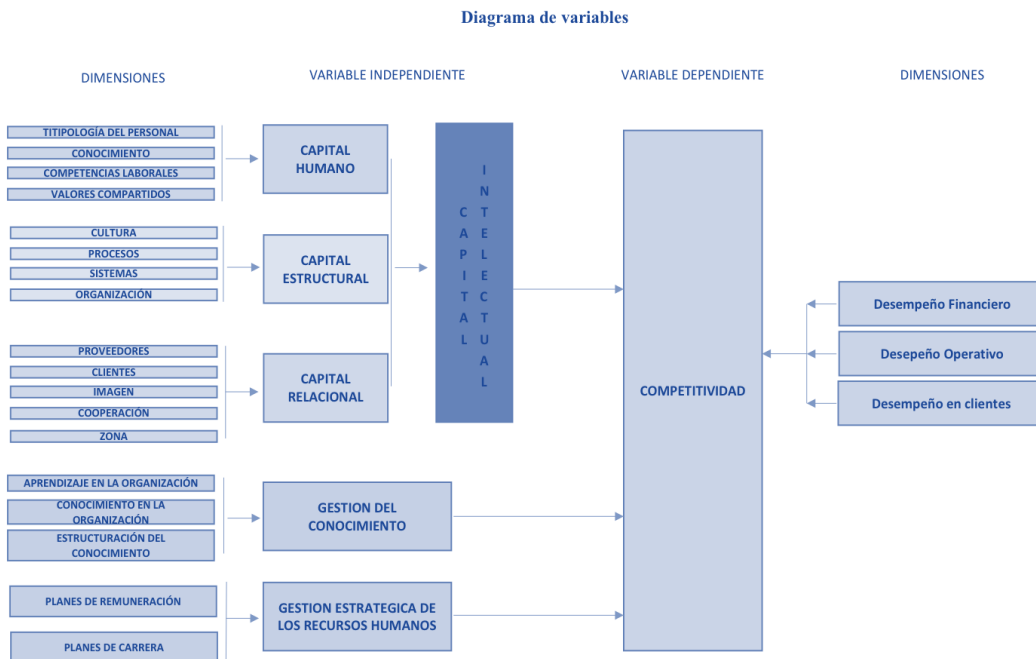 Diagrama de variables
DIMENSIONES
VARIABLE INDEPENDIENTE
VARIABLE DEPENDIENTE
DIMENSIONES
TITIPOLOGÍA DEL PERSONAL
CONOCIMIENTO
COMPETENCIAS LABORALES
VALORES COMPARTIDOS
CAPITAL
HUMANO
CULTURA
PROCESOS
SISTEMAS
ORGANIZACIÓN
CAPITAL
ESTRUCTURAL
PROVEEDORES
CLIENTES
IMAGEN
COOPERACIÓN
ZONA
CAPITAL
RELACIONAL
CAPITAL
INTELECTUAL
APRENDIZAJE EN LA ORGANIZACIÓN
CONOCIMIENTO EN LA
ORGANIZACIÓN
ESTRUCTURACIÓN DEL
CONOCIMIENTO
GESTION DEL
CONOCIMIENTO
PLANES DE REMUNERACIÓN
PLANES DE CARRERA
GESTION ESTRATEGICA DE
LOS RECURSOS HUMANOS
COMPETITIVIDAD
Desempeño Financiero
Desepeño Operativo
Desempeño en clientes